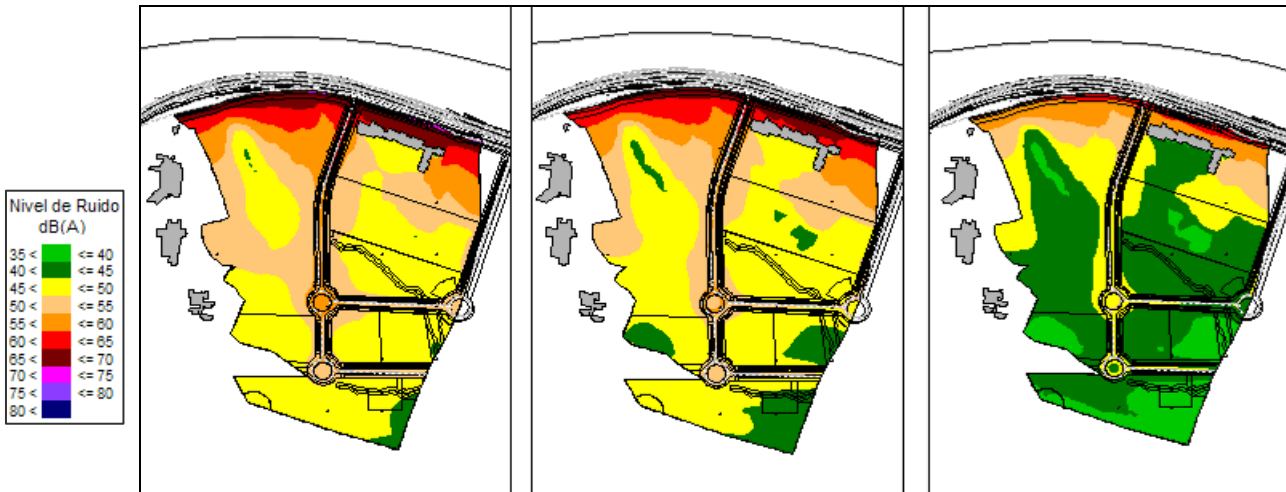 Nivel de Ruido
dB(A)
35 < <= 40
40 < <= 45
45 < <= 50
50 < <= 55
55 < <= 60
60 < <= 65
65 < <= 70
70 < <= 75
75 < <= 80
80 <